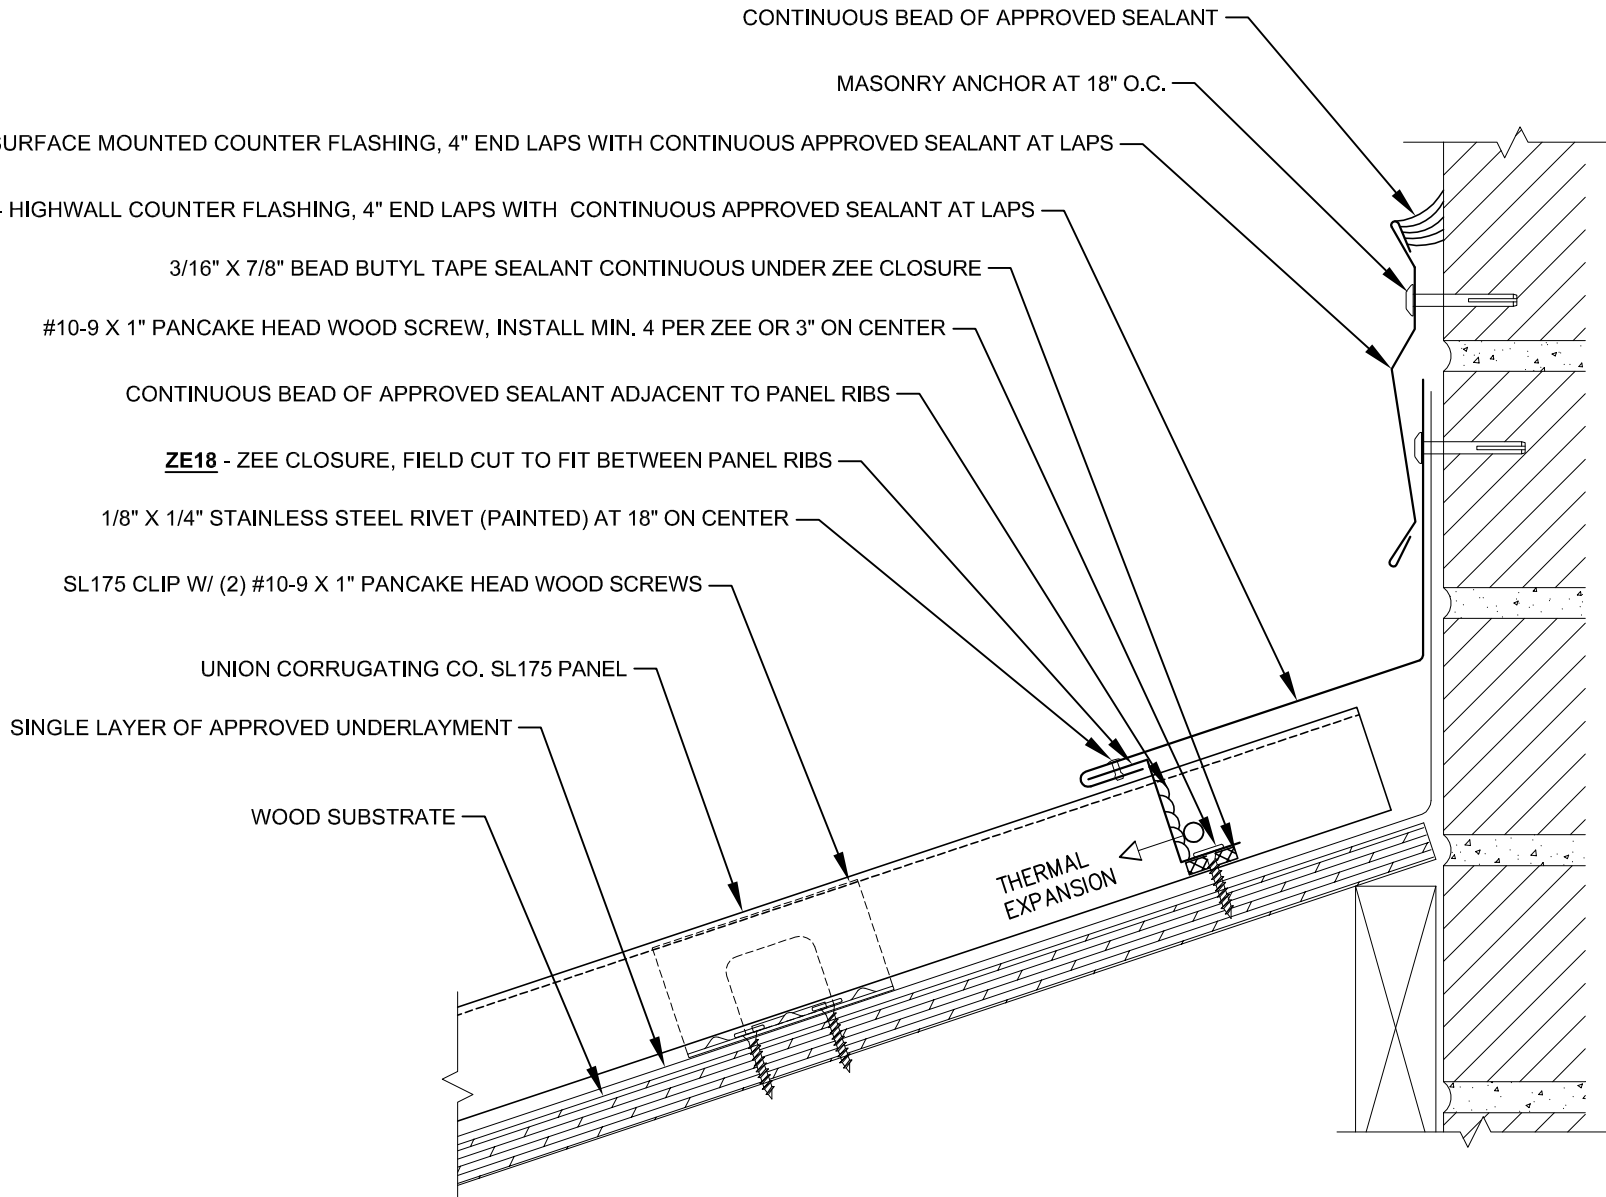 CONTINUOUS BEAD OF APPROVED SEALANT
MASONRY ANCHOR AT 18" O.C.
SURFACE MOUNTED COUNTER FLASHING, 4" END LAPS WITH CONTINUOUS APPROVED SEALANT AT LAPS
- HIGHWALL COUNTER FLASHING, 4" END LAPS WITH CONTINUOUS APPROVED SEALANT AT LAPS
3/16" X 7/8" BEAD BUTYL TAPE SEALANT CONTINUOUS UNDER ZEE CLOSURE
#10-9 X 1" PANCAKE HEAD WOOD SCREW, INSTALL MIN. 4 PER ZEE OR 3" ON CENTER
CONTINUOUS BEAD OF APPROVED SEALANT ADJACENT TO PANEL RIBS
ZE18 - ZEE CLOSURE, FIELD CUT TO FIT BETWEEN PANEL RIBS
1/8" X 1/4" STAINLESS STEEL RIVET (PAINTED) AT 18" ON CENTER
SL175 CLIP W/ (2) #10-9 X 1" PANCAKE HEAD WOOD SCREWS
UNION CORRUGATING CO. SL175 PANEL
SINGLE LAYER OF APPROVED UNDERLAYMENT
WOOD SUBSTRATE
THERMAL
EXPANSION